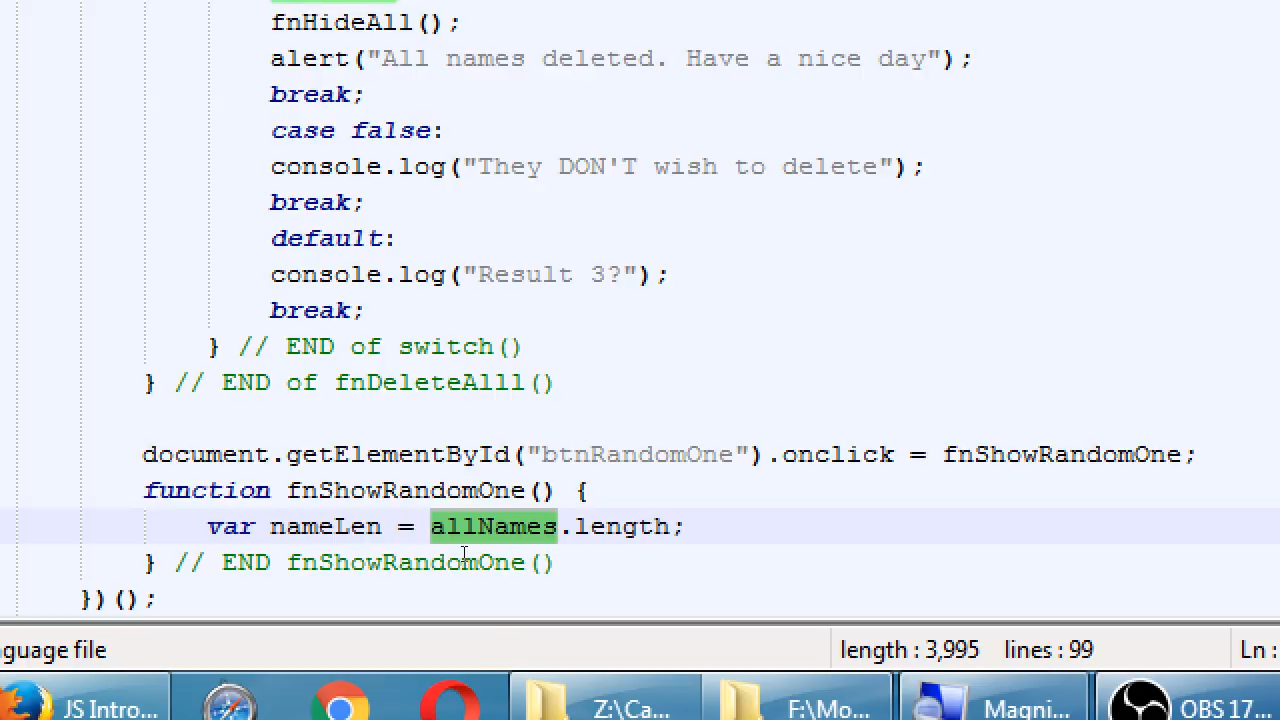 fnHideAll();
alert("All names deleted. Have a nice day");
break;
case false:
console.log("They DON'T wish to delete");
break;
default:
console.log("Result 3?");
break;
} // END of switch()
} // END of fnDeleteAlll()
document.getElementById("btnRandomOne").onclick = fnShowRandomOne;
function fnShowRandomOne() {
var nameLen = allNames.length;
} // END fnShowRandomOne()
})();
guage file length : 3,995 lines : 99 Ln :
JS Intro... Z:\Ca... F:\Mo... Magni... OBS 17...